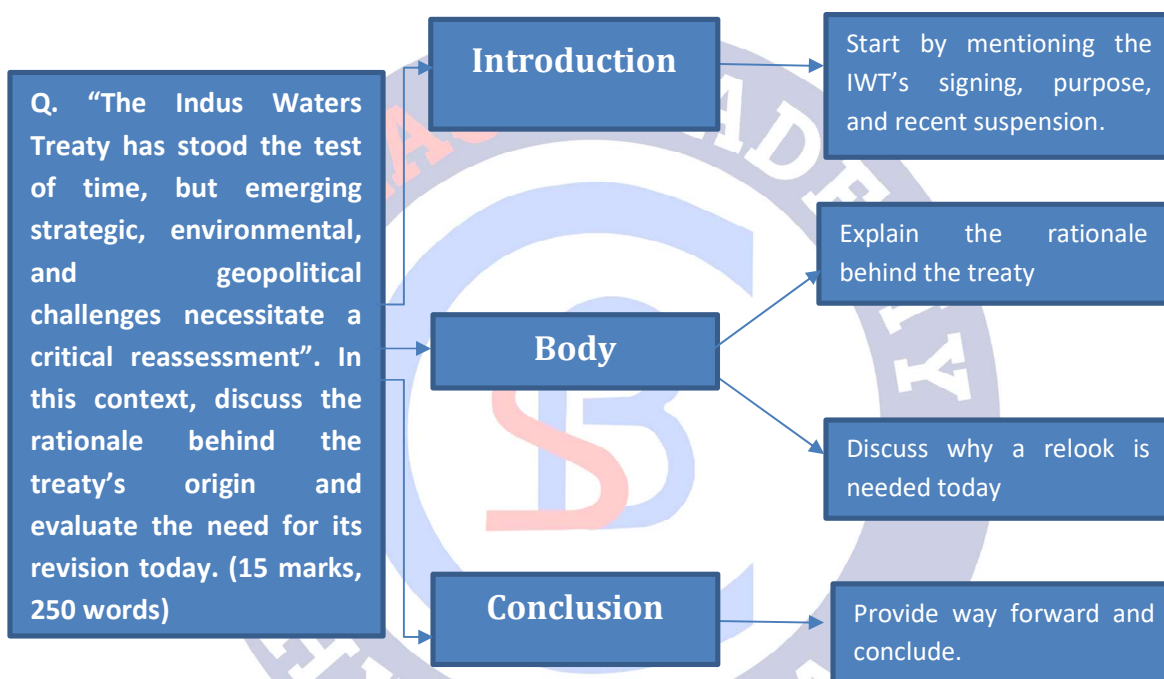 Q. “The Indus Waters
Treaty has stood the test
of time, but emerging
strategic, environmental,
and geopolitical
challenges necessitate a
critical reassessment”. In
this context, discuss the
rationale behind the
treaty’s origin and
evaluate the need for its
revision today. (15 marks,
250 words)
Introduction
Start by mentioning the
IWT’s signing, purpose,
and recent suspension.
Body
Explain the rationale
behind the treaty
Discuss why a relook is
needed today
Conclusion
Provide way forward and
conclude.